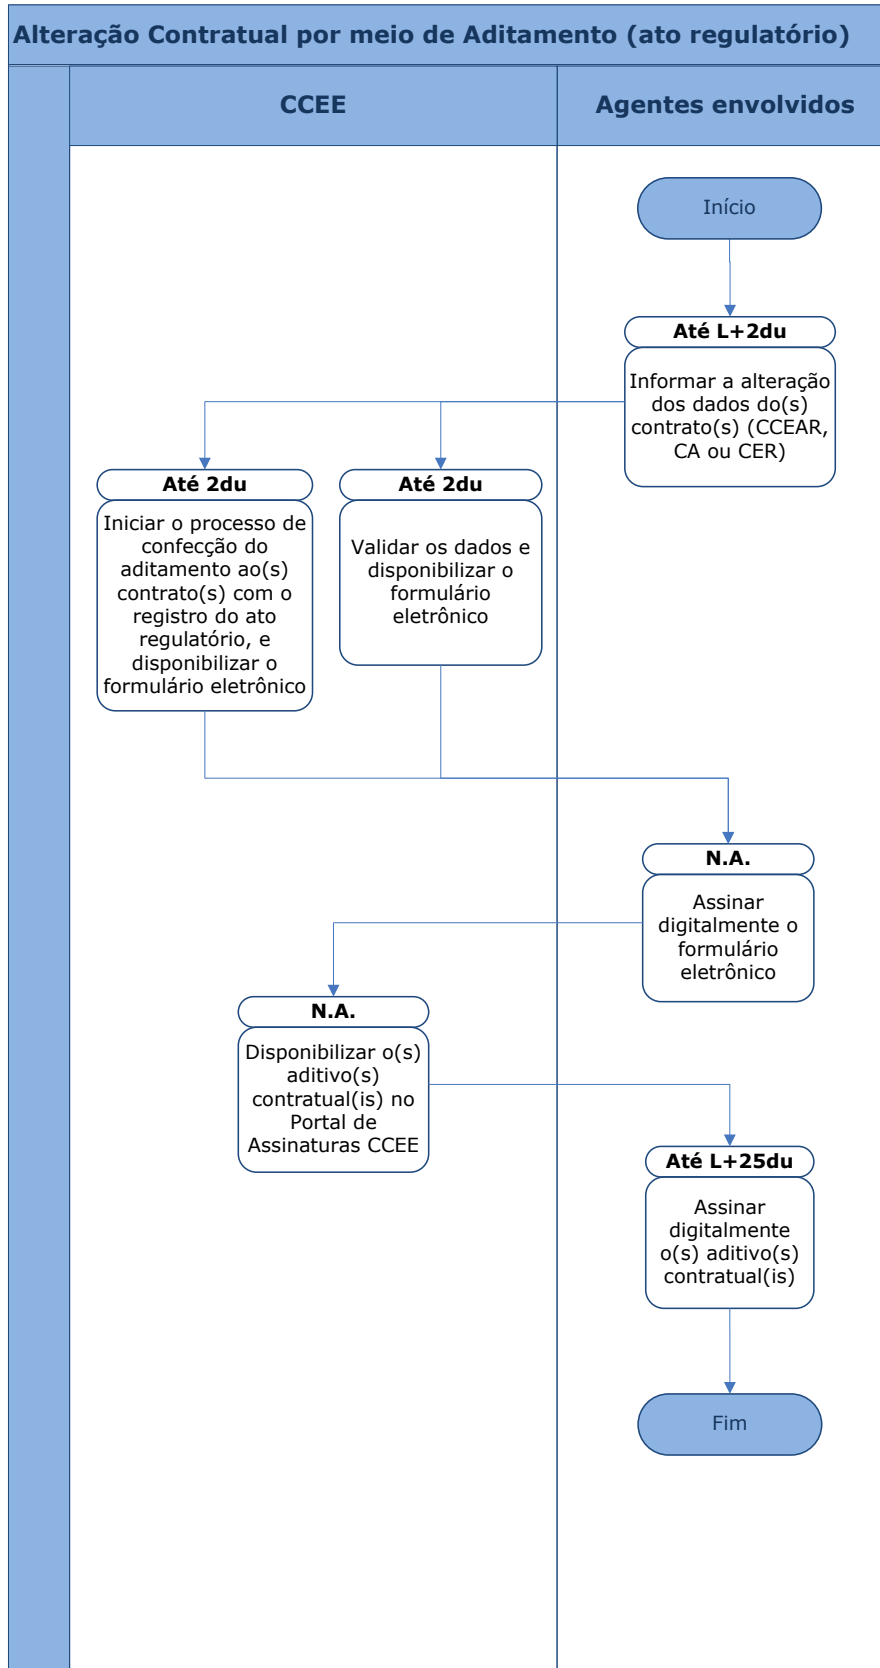 Alteração Contratual por meio de Aditamento (ato regulatório)
CCEE
Agentes envolvidos
Início
Até L+2du
Informar a alteração
dos dados do(s)
contrato(s) (CCEAR,
CA ou CER)
Até 2du
Iniciar o processo de
confecção do
aditamento ao(s)
contrato(s) com o
registro do ato
regulatório, e
disponibilizar o
formulário eletrônico
Até 2du
Validar os dados e
disponibilizar o
formulário
eletrônico
N.A.
Assinar
digitalmente o
formulário
eletrônico
N.A.
Disponibilizar o(s)
aditivo(s)
contratual(is) no
Portal de
Assinaturas CCEE
Até L+25du
Assinar
digitalmente
o(s) aditivo(s)
contratual(is)
Fim